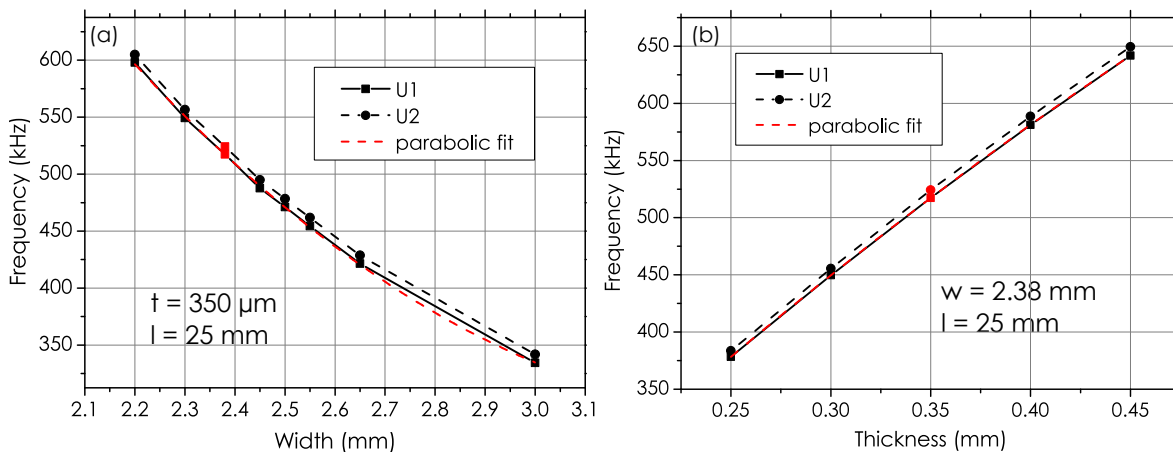 (a)
U1
U2
parabolic fit
t = 350 µm
l = 25 mm
Frequency (kHz)
600
550
500
450
400
350
2.1 2.2 2.3 2.4 2.5 2.6 2.7 2.8 2.9 3.0 3.1
Width (mm)
(b)
U1
U2
parabolic fit
w = 2.38 mm
l = 25 mm
Frequency (kHz)
650
600
550
500
450
400
350
0.25 0.30 0.35 0.40 0.45
Thickness (mm)